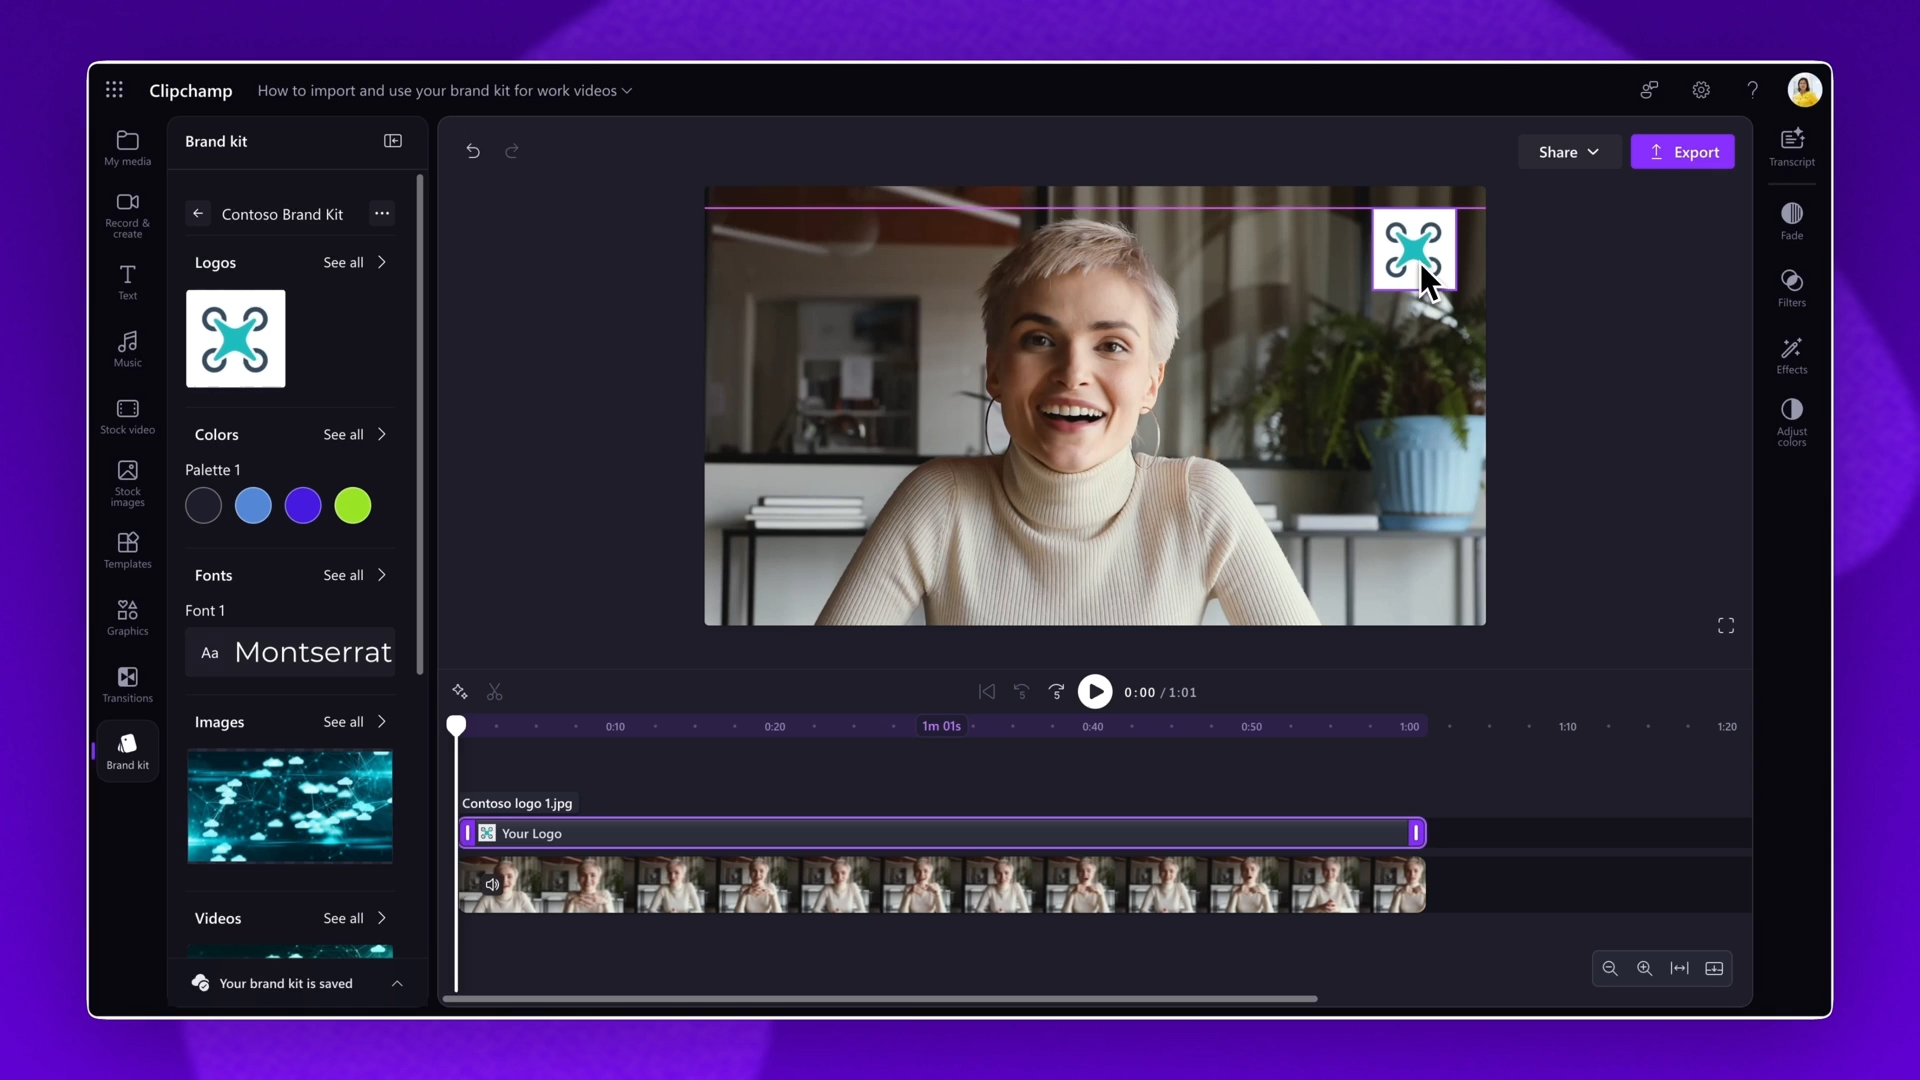 Clipchamp
How to import and use your brand kit for work videos
My media
Record &
create
Text
Music
Stock video
Stock
images
Templates
Graphics
Transitions
Brand kit
Brand kit
Contoso Brand Kit
Logos
See all
Colors
See all
Palette 1
Fonts
See all
Font 1
Aa
Montserrat
Images
See all
Videos
See all
Your brand kit is saved
Share
Export
5
5
0:00 / 1:01
0:10
0:20
1m 01s
0:40
0:50
1:00
1:10
1:20
Contoso logo 1.jpg
Your Logo
Transcript
Fade
Filters
Effects
Adjust
colors